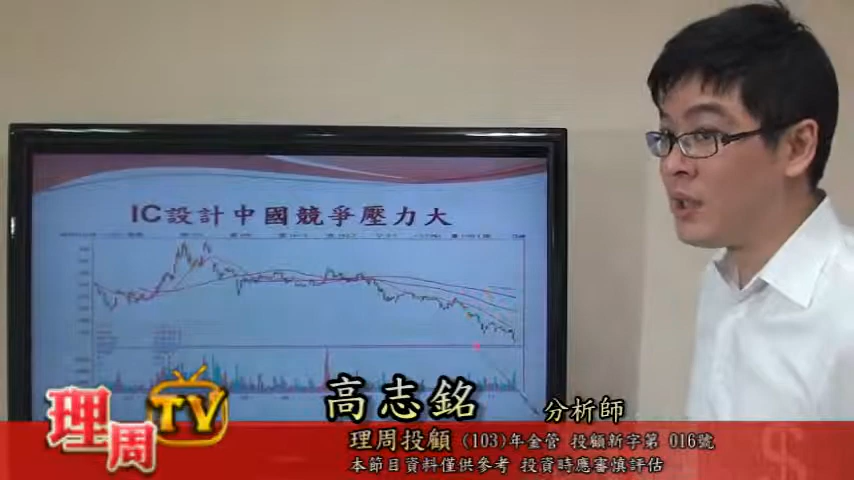 IC設計中國競爭壓力大
理周TV
高志銘 分析師
理周投顧 (103)年金管 投顧新字第 016號
本節目資料僅供參考 投資時應審慎評估